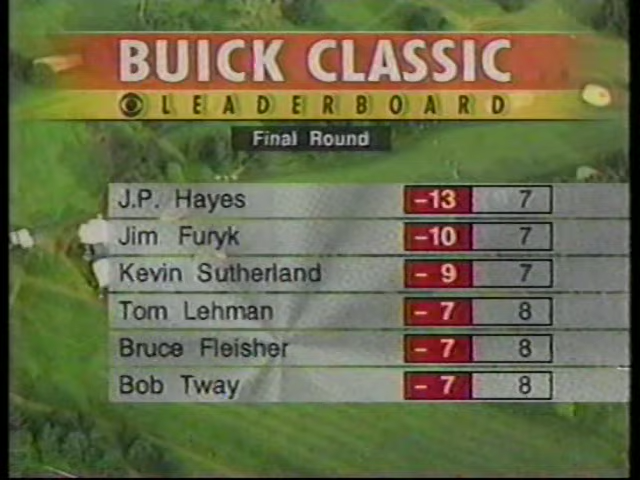 BUICK CLASSIC
LEADERBOARD
Final Round
J.P. Hayes -13 7
Jim Furyk -10 7
Kevin Sutherland - 9 7
Tom Lehman - 7 8
Bruce Fleisher - 7 8
Bob Tway - 7 8